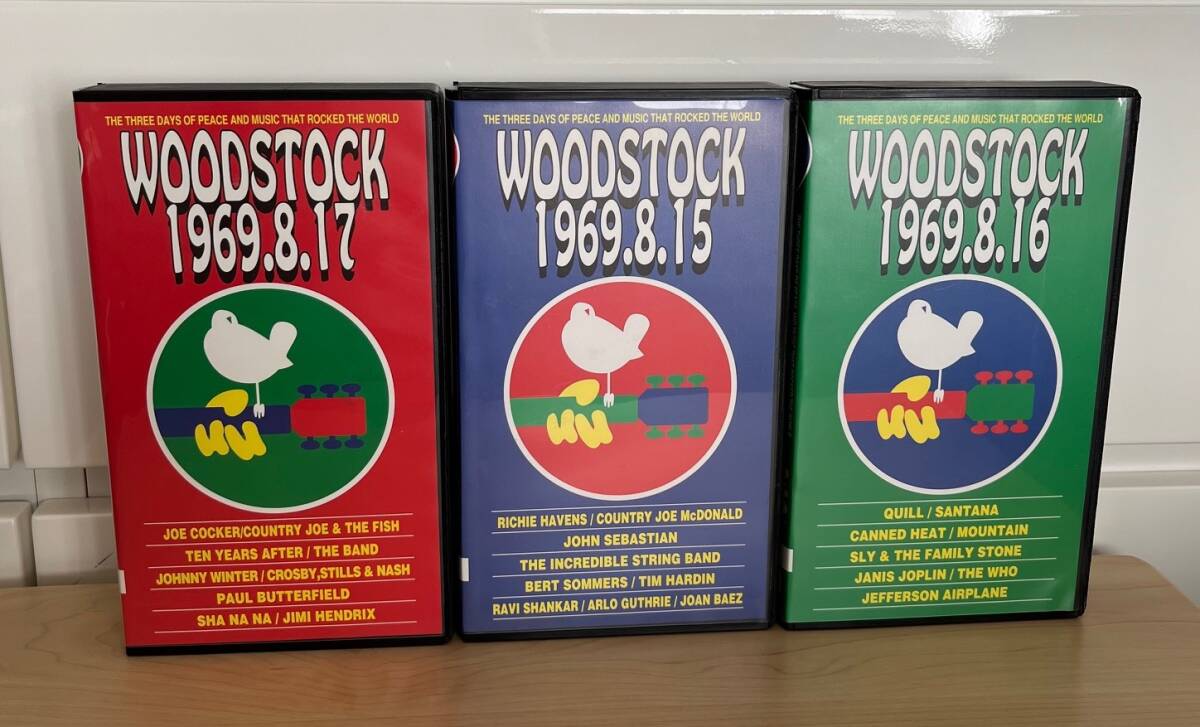 THE THREE DAYS OF PEACE AND MUSIC THAT ROCKED THE WORLD
WOODSTOCK
1969.8.17
JOE COCKER/COUNTRY JOE & THE FISH
TEN YEARS AFTER / THE BAND
JOHNNY WINTER / CROSBY,STILLS & NASH
PAUL BUTTERFIELD
SHA NA NA / JIMI HENDRIX
THE THREE DAYS OF PEACE AND MUSIC THAT ROCKED THE WORLD
WOODSTOCK
1969.8.15
RICHIE HAVENS / COUNTRY JOE McDONALD
JOHN SEBASTIAN
THE INCREDIBLE STRING BAND
BERT SOMMERS / TIM HARDIN
RAVI SHANKAR / ARLO GUTHRIE / JOAN BAEZ
THE THREE DAYS OF PEACE AND MUSIC THAT ROCKED THE WORLD
WOODSTOCK
1969.8.16
QUILL / SANTANA
CANNED HEAT / MOUNTAIN
SLY & THE FAMILY STONE
JANIS JOPLIN / THE WHO
JEFFERSON AIRPLANE